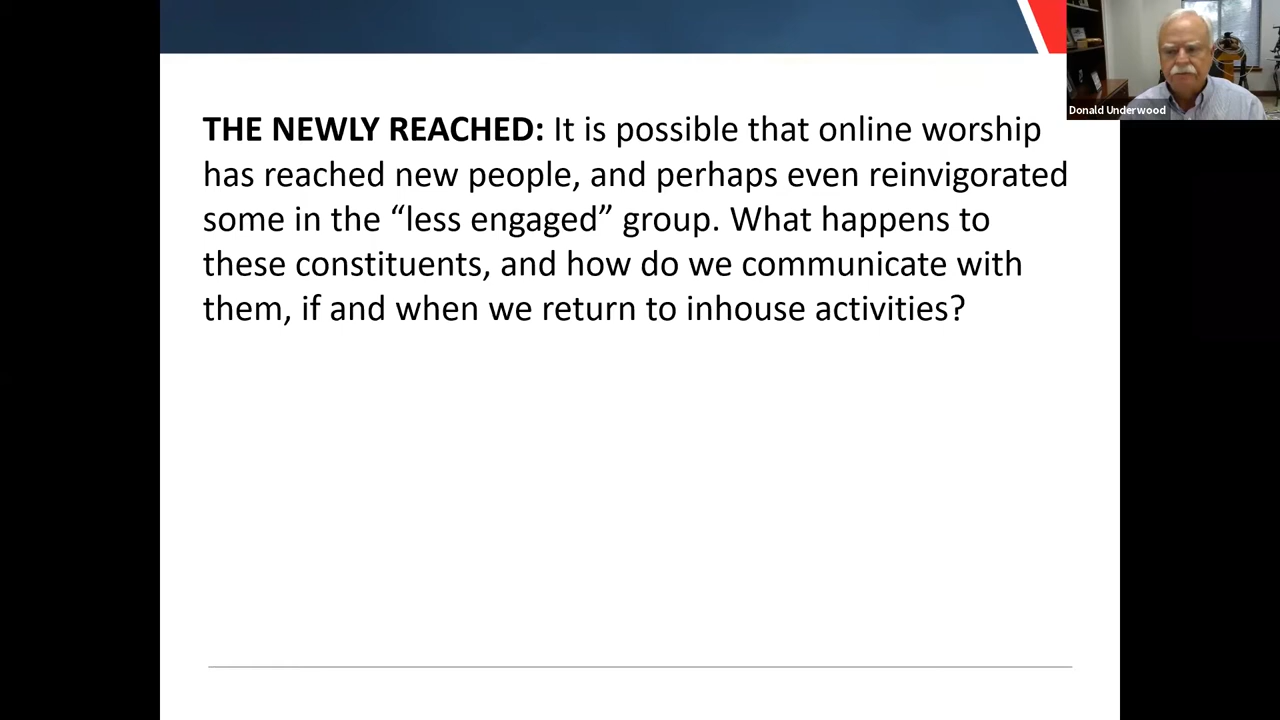 THE NEWLY REACHED: It is possible that online worship
has reached new people, and perhaps even reinvigorated
some in the “less engaged” group. What happens to
these constituents, and how do we communicate with
them, if and when we return to inhouse activities?
Donald Underwood